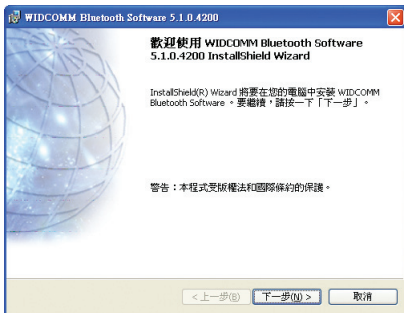 WIDCOMM Bluetooth Software 5.1.0.4200
歡迎使用 WIDCOMM Bluetooth Software
5.1.0.4200 InstallShield Wizard
InstallShield(R) Wizard 將要在您的電腦中安裝 WIDCOMM
Bluetooth Software 。要繼續，請按一下「下一步」。
警告：本程式受版權法和國際條約的保護。
<上一步(B)
下一步(N) >
取消